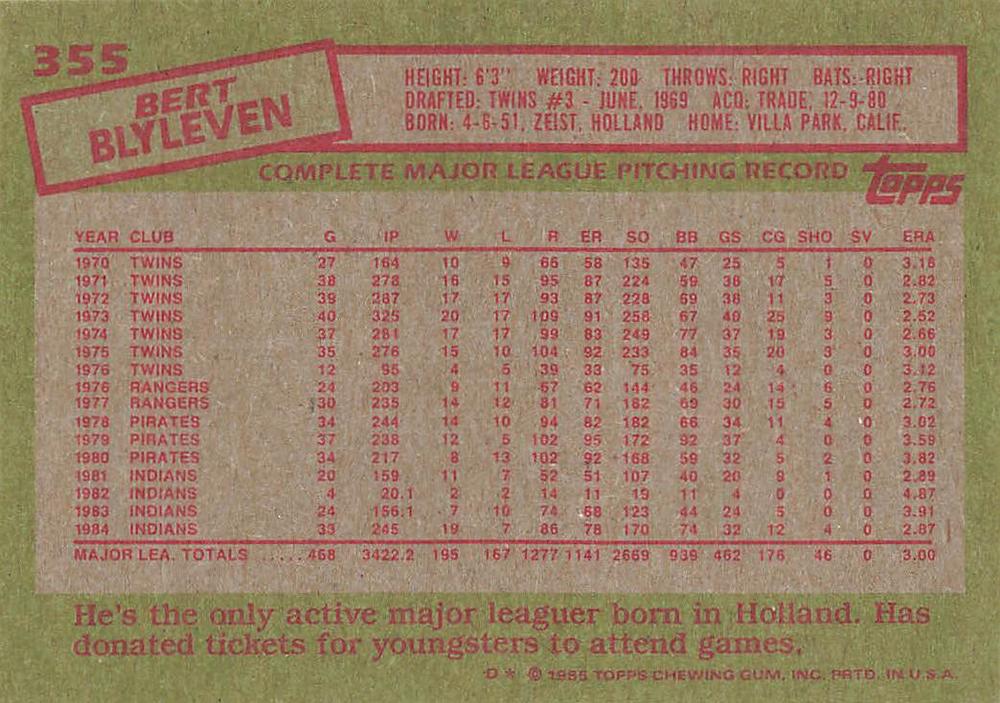 355
BERT
BLYLEVEN
HEIGHT: 6'3" WEIGHT: 200 THROWS: RIGHT BATS: RIGHT
DRAFTED: TWINS #3 - JUNE, 1969 ACQ: TRADE, 12-9-80
BORN: 4-6-51, ZEIST, HOLLAND HOME: VILLA PARK, CALIF.
COMPLETE MAJOR LEAGUE PITCHING RECORD
Topps
YEAR CLUB G IP W L R ER SO BB GS CG SHO SV ERA
1970 TWINS 27 164 10 9 66 58 135 47 25 5 1 0 3.18
1971 TWINS 38 278 16 15 95 87 224 59 38 17 5 0 2.82
1972 TWINS 39 287 17 17 93 87 228 69 38 11 3 0 2.73
1973 TWINS 40 325 20 17 109 91 258 67 40 25 9 0 2.52
1974 TWINS 37 281 17 17 99 83 249 77 37 19 3 0 2.66
1975 TWINS 35 276 15 10 104 92 233 84 35 20 3 0 3.00
1976 TWINS 12 95 4 5 39 33 75 35 12 4 0 0 3.12
1976 RANGERS 24 203 9 11 67 62 144 46 24 14 6 0 2.76
1977 RANGERS 30 235 14 12 81 71 182 69 30 15 5 0 2.72
1978 PIRATES 34 244 14 10 94 82 182 66 34 11 4 0 3.02
1979 PIRATES 37 238 12 5 102 95 172 92 37 4 0 0 3.59
1980 PIRATES 34 217 8 13 102 92 168 59 32 5 2 0 3.82
1981 INDIANS 20 159 11 7 52 51 107 40 20 9 1 0 2.89
1982 INDIANS 4 20.1 2 2 14 11 19 11 4 0 0 0 4.87
1983 INDIANS 24 156.1 7 10 74 68 123 44 24 5 0 0 3.91
1984 INDIANS 33 245 19 7 86 78 170 74 32 12 4 0 2.87
MAJOR LEA. TOTALS ..... 468 3422.2 195 167 1277 1141 2669 939 462 176 46 0 3.00
He's the only active major leaguer born in Holland. Has
donated tickets for youngsters to attend games.
D * © 1985 TOPPS CHEWING GUM, INC. PRTD. IN U.S.A.